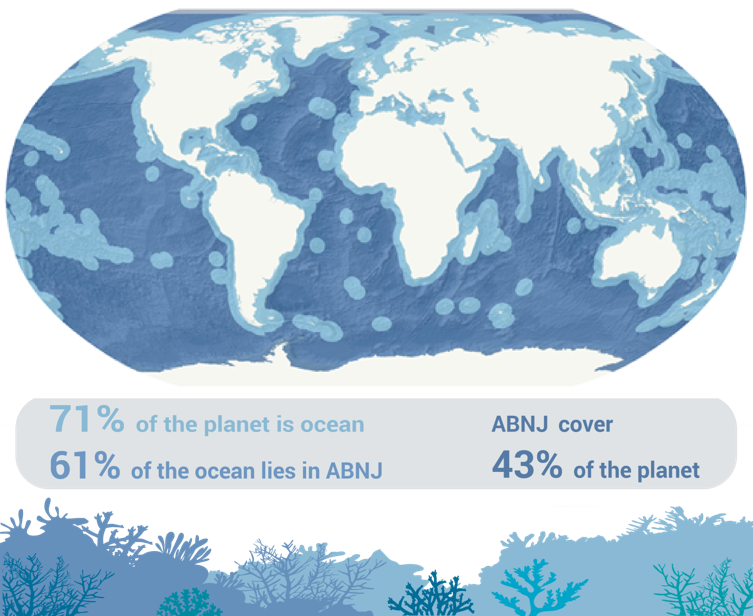 71% of the planet is ocean
61% of the ocean lies in ABNJ
ABNJ cover
43% of the planet